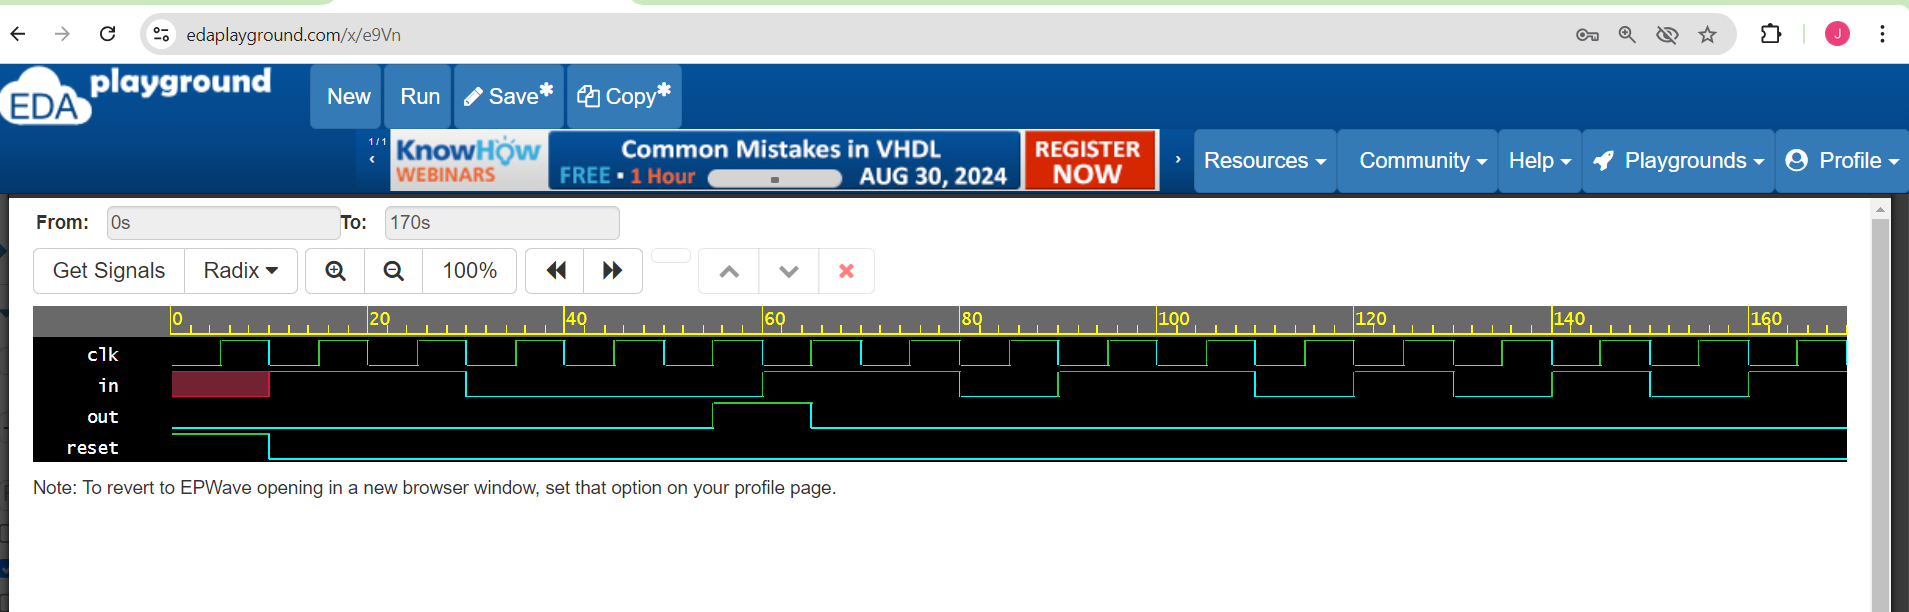 edaplayground.com/x/e9Vn
J
EDA playground
New Run Save* Copy*
1/1
KnowHow WEBINARS
Common Mistakes in VHDL
FREE ▪ 1 Hour AUG 30, 2024
REGISTER NOW
Resources Community Help Playgrounds Profile
From: 0s To: 170s
Get Signals Radix 100%
0 20 40 60 80 100 120 140 160
clk
in
out
reset
Note: To revert to EPWave opening in a new browser window, set that option on your profile page.